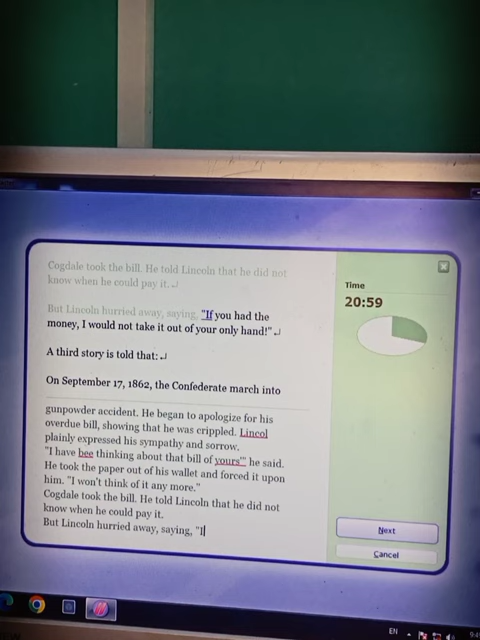 Cogdale took the bill. He told Lincoln that he did not
know when he could pay it.↵
But Lincoln hurried away, saying, "If you had the
money, I would not take it out of your only hand!"↵
A third story is told that:↵
On September 17, 1862, the Confederate march into
gunpowder accident. He began to apologize for his
overdue bill, showing that he was crippled. Lincol
plainly expressed his sympathy and sorrow.
"I have bee thinking about that bill of yours'" he said.
He took the paper out of his wallet and forced it upon
him. "I won't think of it any more."
Cogdale took the bill. He told Lincoln that he did not
know when he could pay it.
But Lincoln hurried away, saying, "I
Time
20:59
Next
Cancel
EN